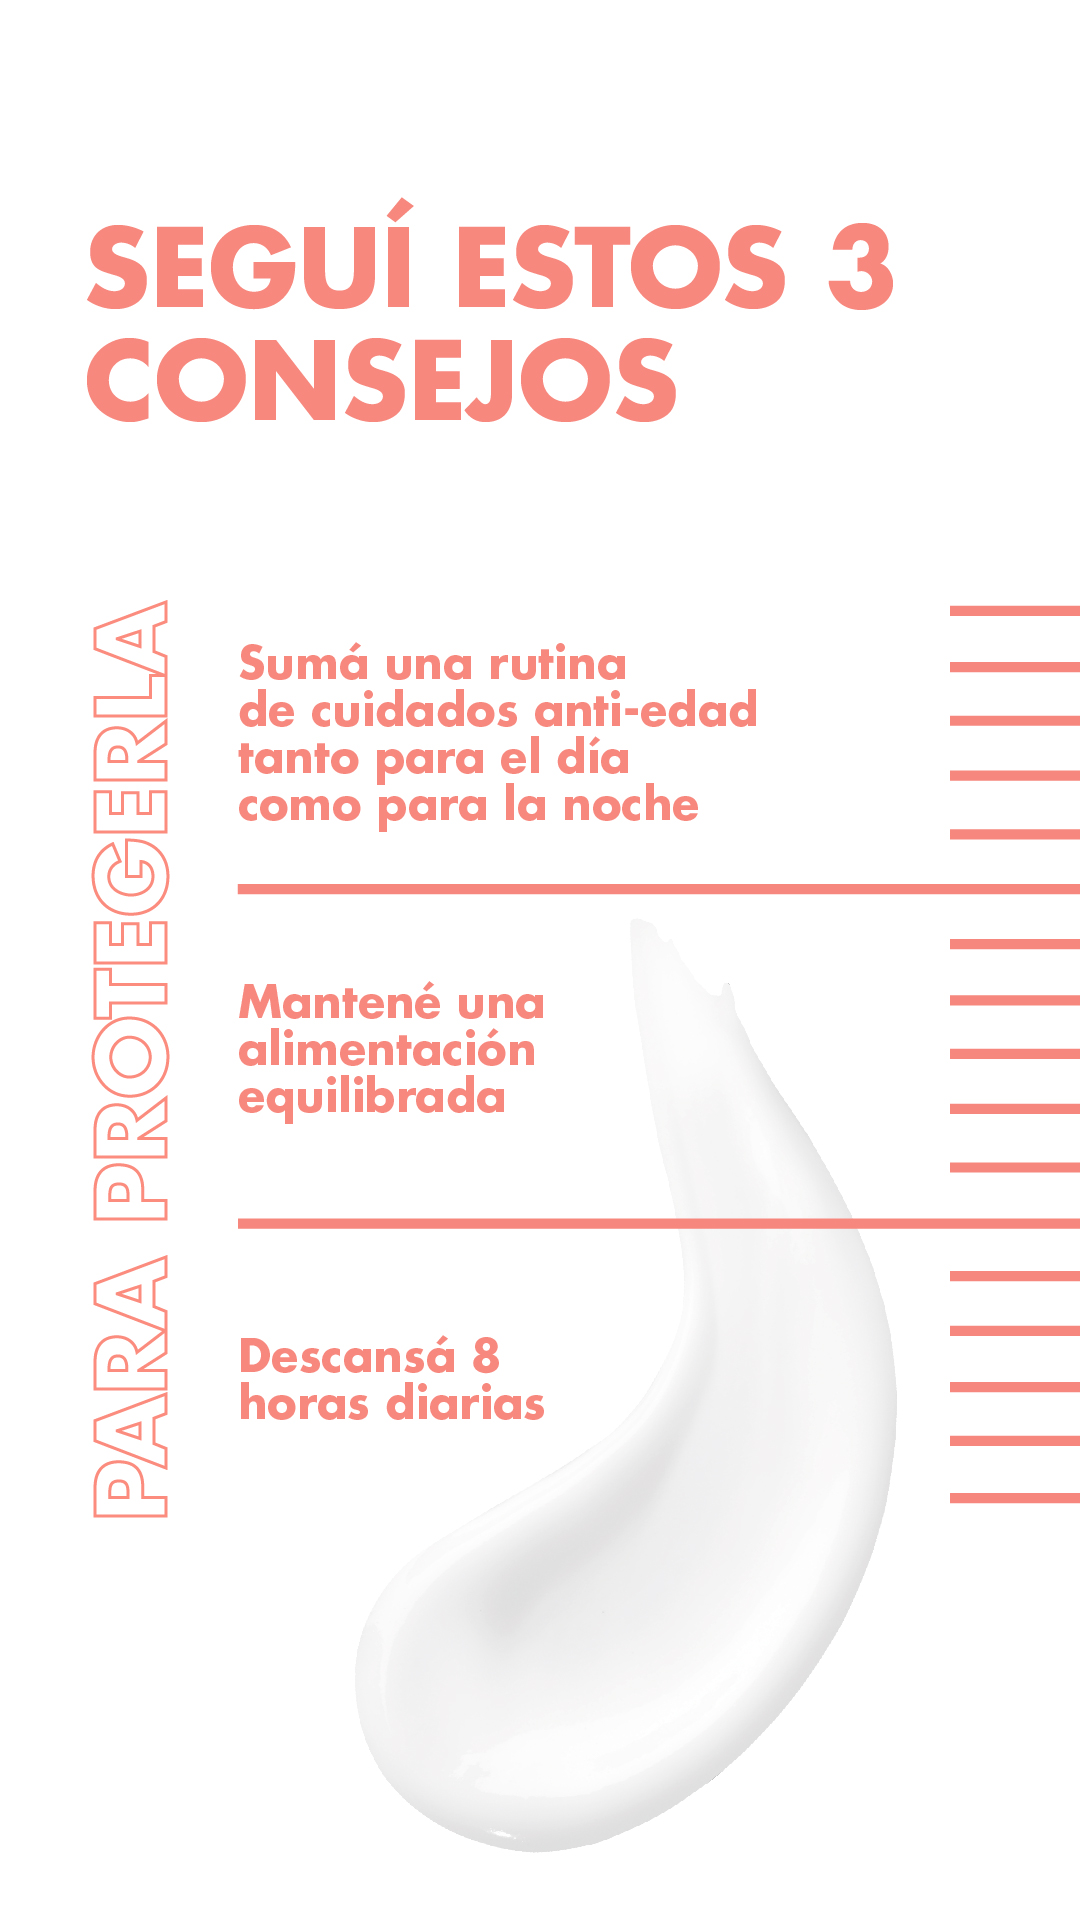 SEGUÍ ESTOS 3
CONSEJOS
PARA PROTEGERLA
Sumá una rutina
de cuidados anti-edad
tanto para el día
como para la noche
Mantené una
alimentación
equilibrada
Descansá 8
horas diarias